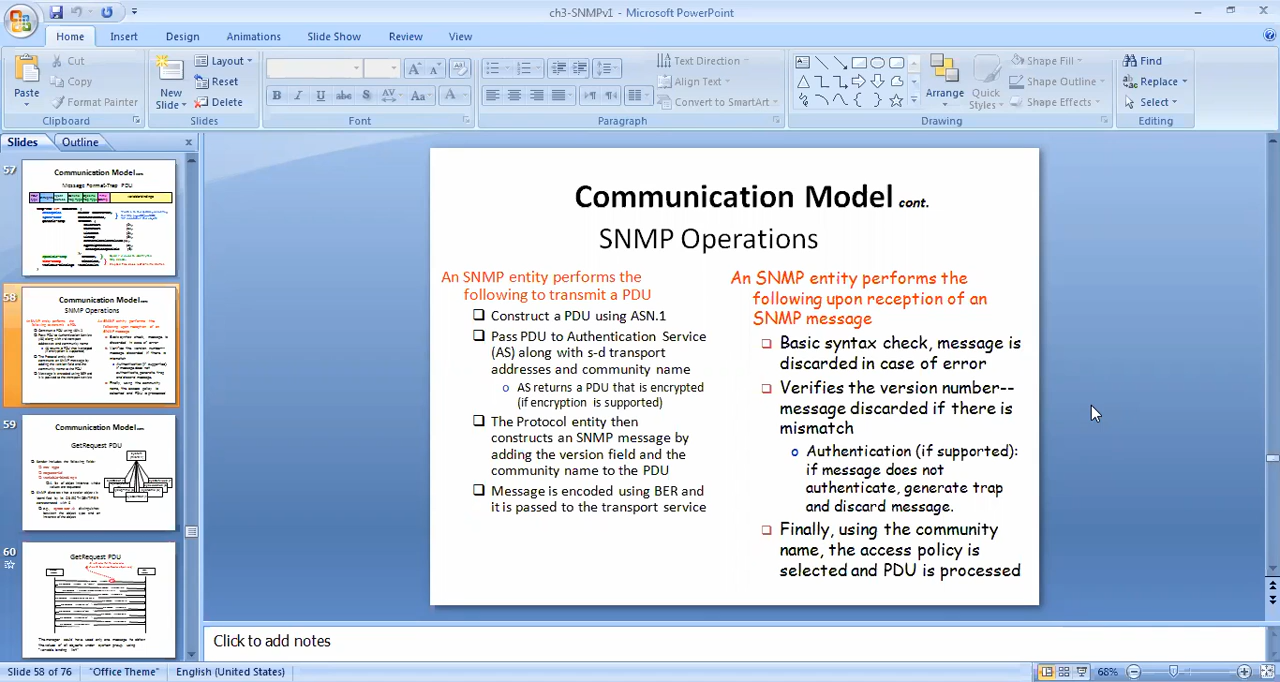 ch3-SNMPv1 - Microsoft PowerPoint
Home Insert Design Animations Slide Show Review View
Paste
Cut
Copy
Format Painter
Clipboard
New Slide
Layout
Reset
Delete
Slides
B I U abc S AV Aa A
Font
Paragraph
Text Direction
Align Text
Convert to SmartArt
Arrange
Quick Styles
Shape Fill
Shape Outline
Shape Effects
Drawing
Find
Replace
Select
Editing
Slides Outline
57
Communication Model cont.
Message Format-Trap PDU
58
Communication Model cont.
SNMP Operations
59
Communication Model cont.
GetRequest PDU
60
GetRequest PDU
Communication Model cont.
SNMP Operations
An SNMP entity performs the
following to transmit a PDU
Construct a PDU using ASN.1
Pass PDU to Authentication Service
(AS) along with s-d transport
addresses and community name
o AS returns a PDU that is encrypted
(if encryption is supported)
The Protocol entity then
constructs an SNMP message by
adding the version field and the
community name to the PDU
Message is encoded using BER and
it is passed to the transport service
An SNMP entity performs the
following upon reception of an
SNMP message
Basic syntax check, message is
discarded in case of error
Verifies the version number--
message discarded if there is
mismatch
o Authentication (if supported):
if message does not
authenticate, generate trap
and discard message.
Finally, using the community
name, the access policy is
selected and PDU is processed
Click to add notes
Slide 58 of 76 "Office Theme" English (United States) 68%